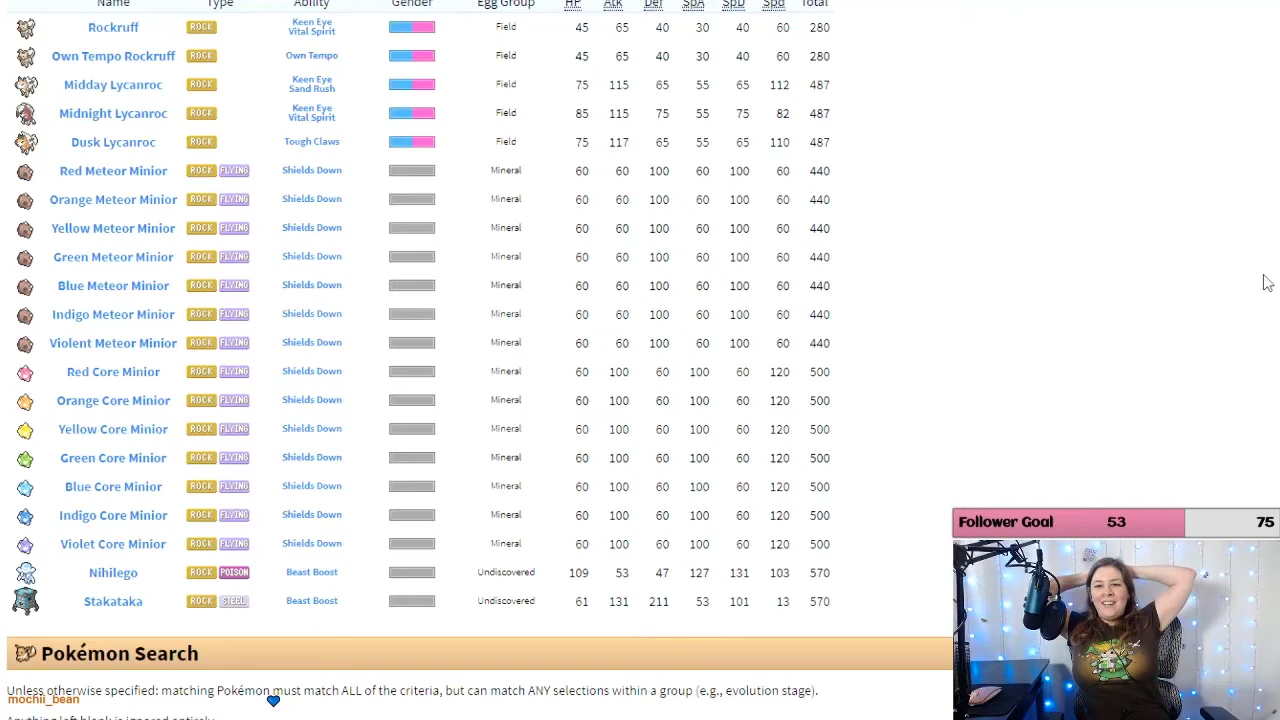 Name Type Ability Gender Egg Group HP Atk Def SpA SpD Spd Total
Rockruff ROCK Keen Eye Vital Spirit Field 45 65 40 30 40 60 280
Own Tempo Rockruff ROCK Own Tempo Field 45 65 40 30 40 60 280
Midday Lycanroc ROCK Keen Eye Sand Rush Field 75 115 65 55 65 112 487
Midnight Lycanroc ROCK Keen Eye Vital Spirit Field 85 115 75 55 75 82 487
Dusk Lycanroc ROCK Tough Claws Field 75 117 65 55 65 110 487
Red Meteor Minior ROCK FLYING Shields Down Mineral 60 60 100 60 100 60 440
Orange Meteor Minior ROCK FLYING Shields Down Mineral 60 60 100 60 100 60 440
Yellow Meteor Minior ROCK FLYING Shields Down Mineral 60 60 100 60 100 60 440
Green Meteor Minior ROCK FLYING Shields Down Mineral 60 60 100 60 100 60 440
Blue Meteor Minior ROCK FLYING Shields Down Mineral 60 60 100 60 100 60 440
Indigo Meteor Minior ROCK FLYING Shields Down Mineral 60 60 100 60 100 60 440
Violent Meteor Minior ROCK FLYING Shields Down Mineral 60 60 100 60 100 60 440
Red Core Minior ROCK FLYING Shields Down Mineral 60 100 60 100 60 120 500
Orange Core Minior ROCK FLYING Shields Down Mineral 60 100 60 100 60 120 500
Yellow Core Minior ROCK FLYING Shields Down Mineral 60 100 60 100 60 120 500
Green Core Minior ROCK FLYING Shields Down Mineral 60 100 60 100 60 120 500
Blue Core Minior ROCK FLYING Shields Down Mineral 60 100 60 100 60 120 500
Indigo Core Minior ROCK FLYING Shields Down Mineral 60 100 60 100 60 120 500
Violet Core Minior ROCK FLYING Shields Down Mineral 60 100 60 100 60 120 500
Nihilego ROCK POISON Beast Boost Undiscovered 109 53 47 127 131 103 570
Stakataka ROCK STEEL Beast Boost Undiscovered 61 131 211 53 101 13 570
Follower Goal 53 75
Pokémon Search
Unless otherwise specified: matching Pokémon must match ALL of the criteria, but can match ANY selections within a group (e.g., evolution stage).
mochii_bean
Anything left blank is ignored entirely.